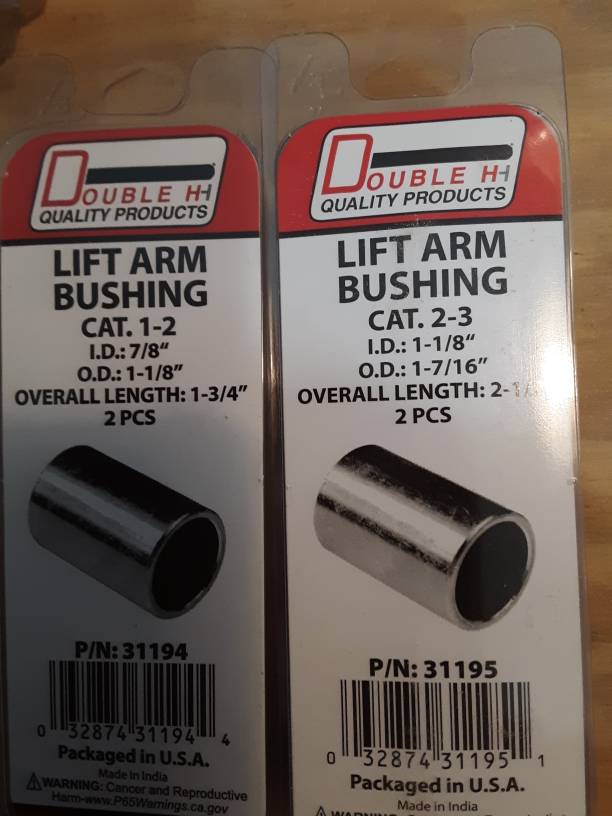 DOUBLE HH
QUALITY PRODUCTS
LIFT ARM
BUSHING
CAT. 1-2
I.D.: 7/8“
O.D.: 1-1/8”
OVERALL LENGTH: 1-3/4”
2 PCS
P/N: 31194
0 32874 31194 4
Packaged in U.S.A.
Made in India
WARNING: Cancer and Reproductive
Harm-www.P65Warnings.ca.gov
DOUBLE HH
QUALITY PRODUCTS
LIFT ARM
BUSHING
CAT. 2-3
I.D.: 1-1/8“
O.D.: 1-7/16”
OVERALL LENGTH:
2 PCS
P/N: 31195
0 32874 31195 1
Packaged in U.S.A.
Made in India